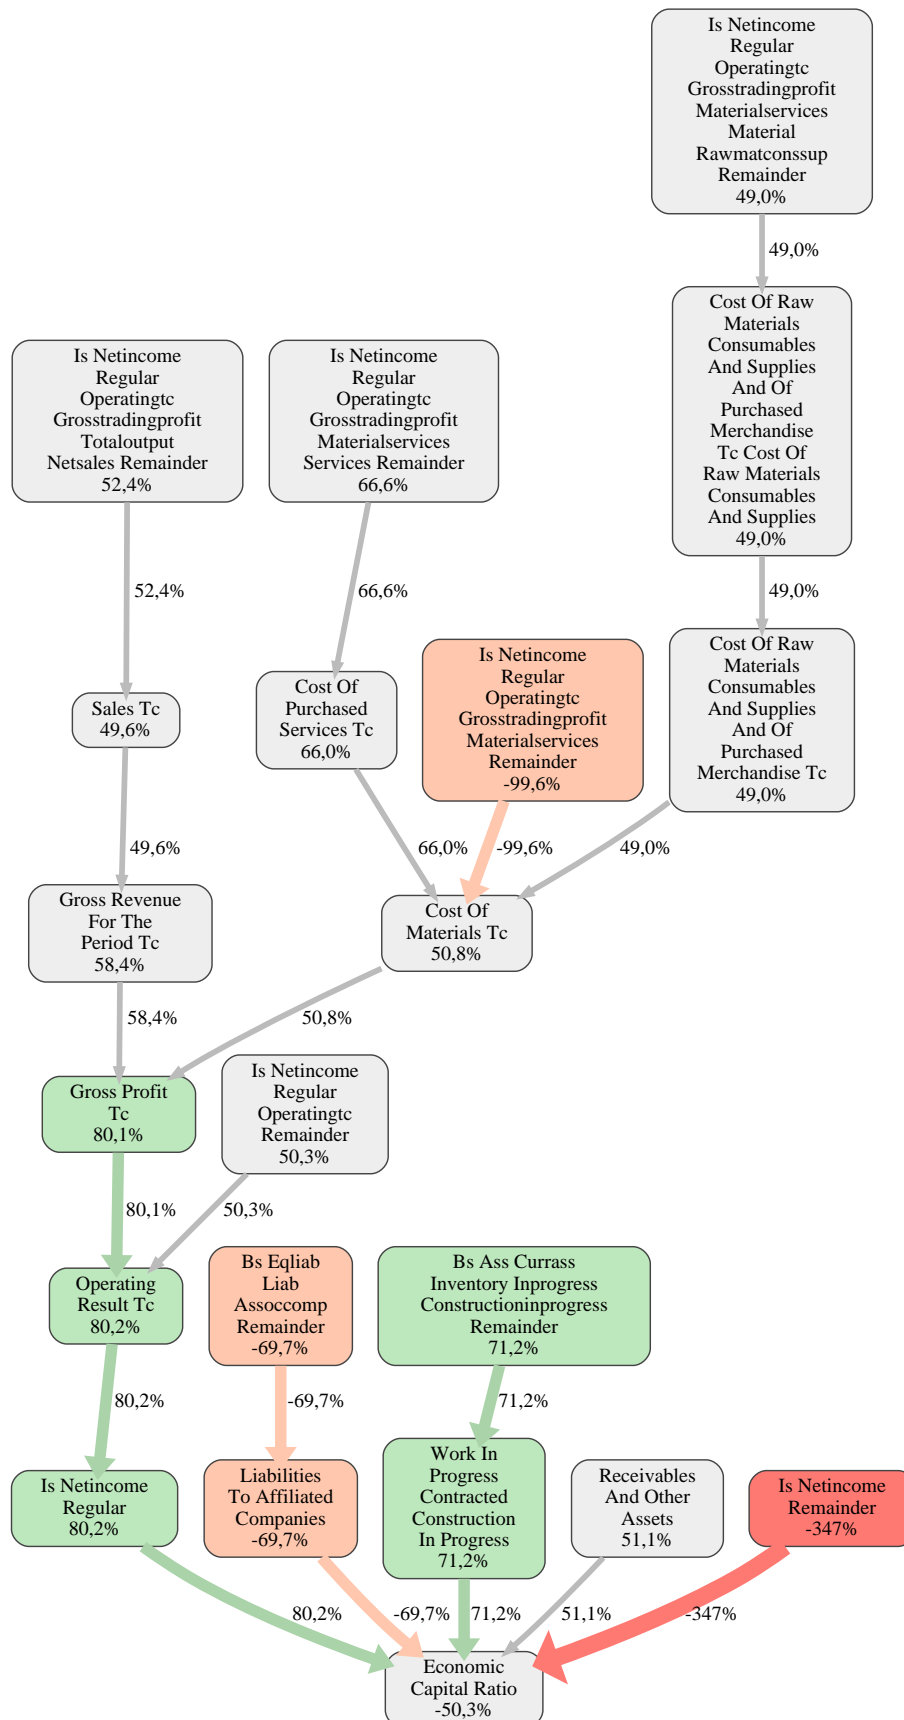 Is Netincome
Regular
Operatingtc
Grosstradingprofit
Materialservices
Material
Rawmatconssup
Remainder
49,0%
49,0%
Cost Of Raw
Materials
Consumables
And Supplies
And Of
Purchased
Merchandise
Tc Cost Of
Raw Materials
Consumables
And Supplies
49,0%
Is Netincome
Regular
Operatingtc
Grosstradingprofit
Totaloutput
Netsales Remainder
52,4%
Is Netincome
Regular
Operatingtc
Grosstradingprofit
Materialservices
Services Remainder
66,6%
52,4%
66,6%
49,0%
Cost Of Raw
Materials
Consumables
And Supplies
And Of
Purchased
Merchandise Tc
49,0%
Is Netincome
Regular
Operatingtc
Grosstradingprofit
Materialservices
Remainder
-99,6%
Cost Of
Purchased
Services Tc
66,0%
Sales Tc
49,6%
49,6%
66,0%
-99,6%
49,0%
Gross Revenue
For The
Period Tc
58,4%
Cost Of
Materials Tc
50,8%
58,4%
50,8%
Gross Profit
Tc
80,1%
Is Netincome
Regular
Operatingtc
Remainder
50,3%
80,1%
50,3%
Operating
Result Tc
80,2%
Bs Eqliab
Liab
Assoccomp
Remainder
-69,7%
Bs Ass Currass
Inventory Inprogress
Constructioninprogress
Remainder
71,2%
80,2%
-69,7%
71,2%
Is Netincome
Regular
80,2%
Liabilities
To Affiliated
Companies
-69,7%
Work In
Progress
Contracted
Construction
In Progress
71,2%
Receivables
And Other
Assets
51,1%
Is Netincome
Remainder
-347%
80,2%
-69,7%
71,2%
51,1%
-347%
Economic
Capital Ratio
-50,3%